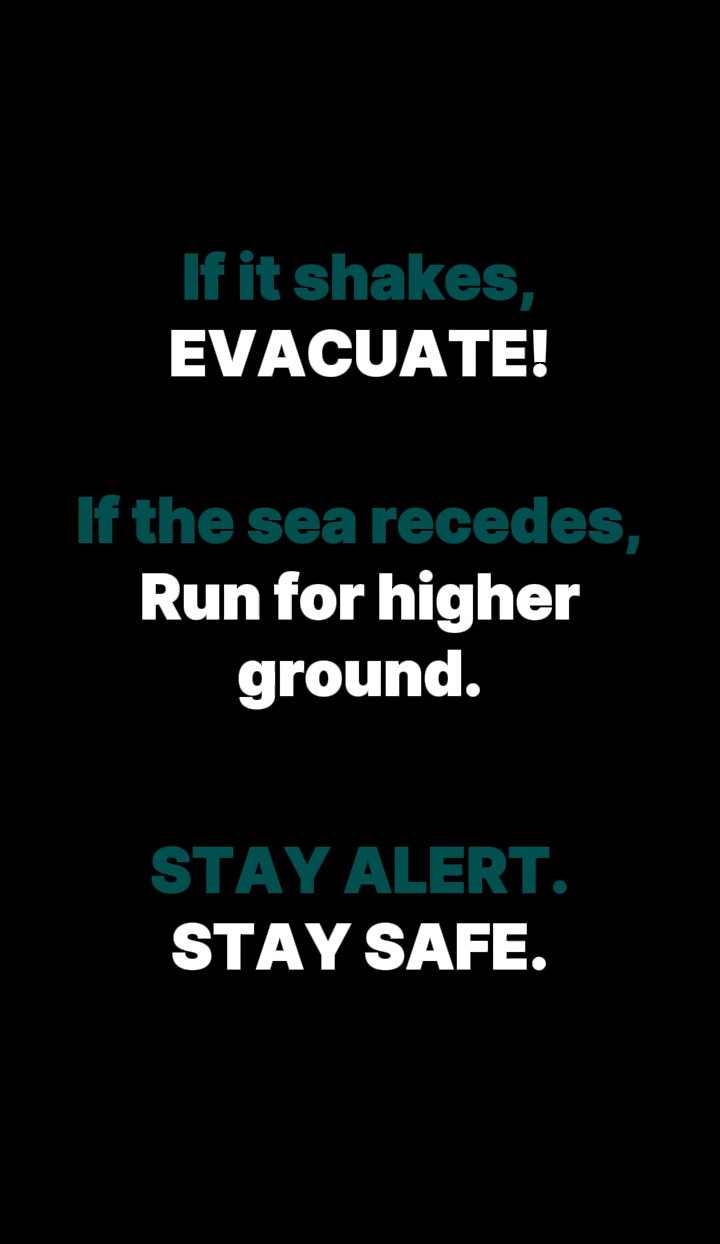 If it shakes,
EVACUATE!
If the sea recedes,
Run for higher
ground.
STAY ALERT.
STAY SAFE.